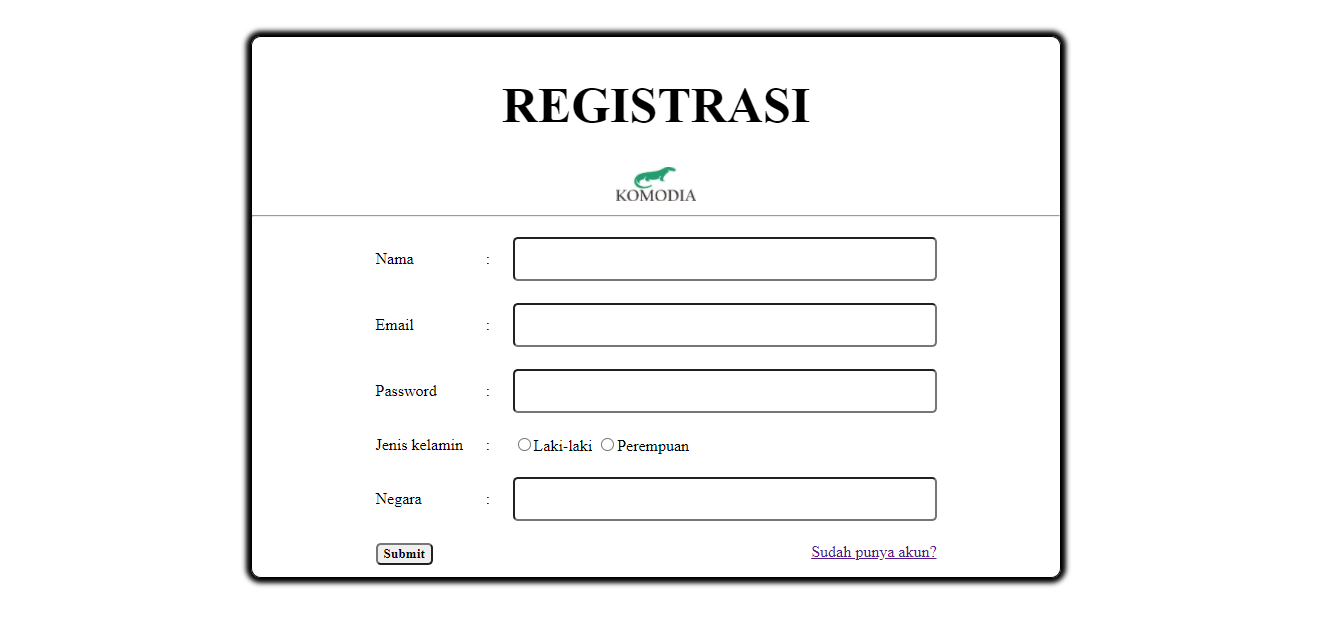 REGISTRASI
KOMODIA
Nama :
Email :
Password :
Jenis kelamin : Laki-laki Perempuan
Negara :
Submit Sudah punya akun?